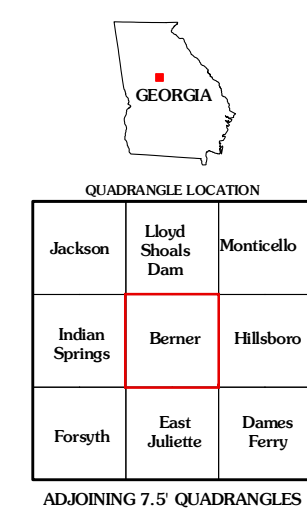 GEORGIA
QUADRANGLE LOCATION
Jackson
Lloyd
Shoals
Dam
Monticello
Indian
Springs
Berner
Hillsboro
Forsyth
East
Juliette
Dames
Ferry
ADJOINING 7.5' QUADRANGLES